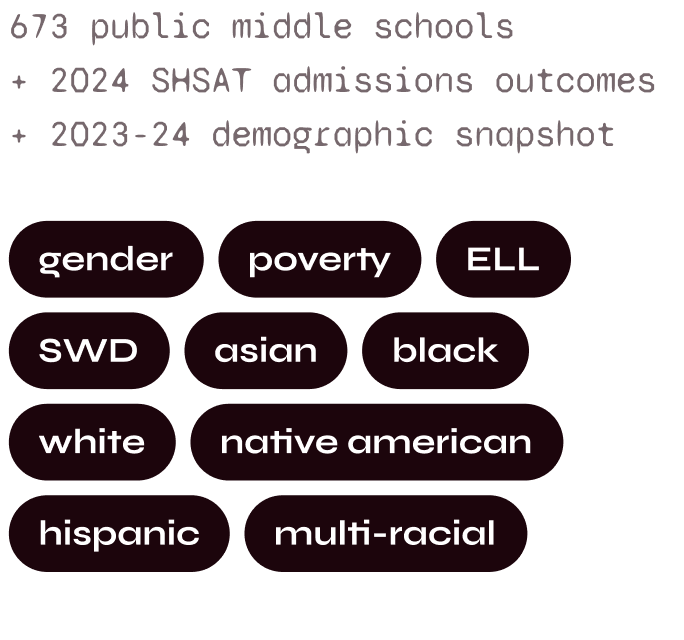 673 public middle schools
+ 2024 SHSAT admissions outcomes
+ 2023-24 demographic snapshot
gender poverty ELL
SWD asian black
white native american
hispanic multi-racial